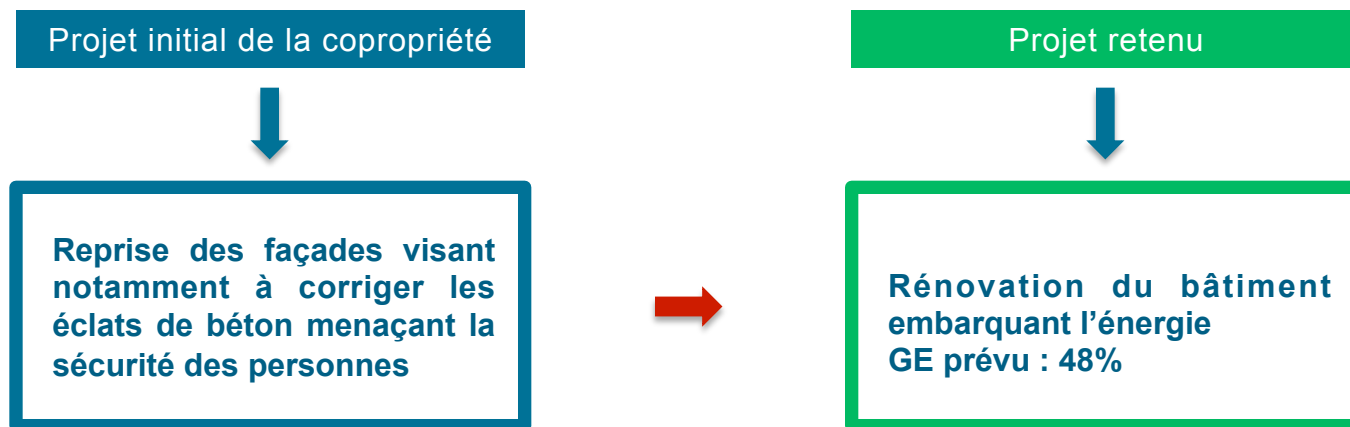 Projet initial de la copropriété
Reprise des façades visant
notamment à corriger les
éclats de béton menaçant la
sécurité des personnes
Projet retenu
Rénovation du bâtiment
embarquant l’énergie
GE prévu : 48%